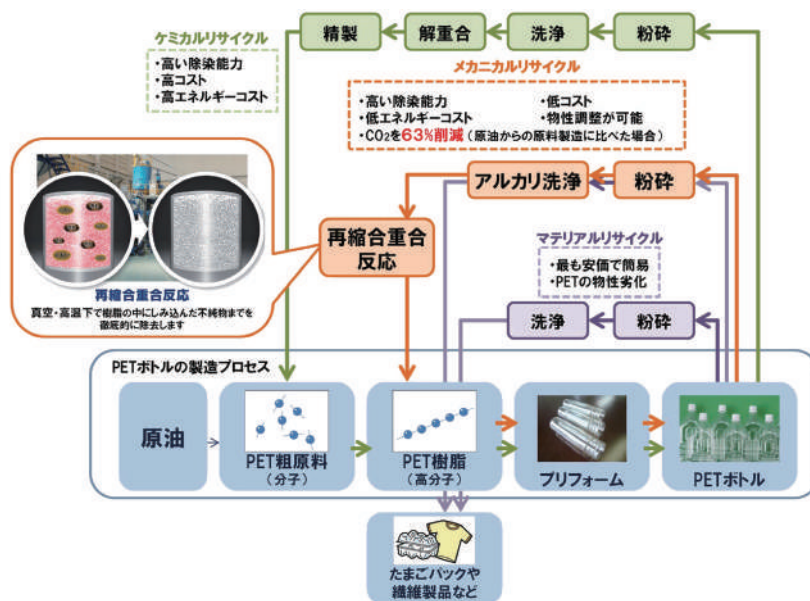 ケミカルリサイクル
・高い除染能力
・高コスト
・高エネルギーコスト
精製
解重合
洗浄
粉砕
メカニカルリサイクル
・高い除染能力
・低コスト
・低エネルギーコスト
・物性調整が可能
・CO₂を63%削減（原油からの原料製造に比べた場合）
アルカリ洗浄
粉砕
再縮合重合
反応
再縮合重合反応
真空・高温下で樹脂の中にしみ込んだ不純物までを
徹底的に除去します
マテリアルリサイクル
・最も安価で簡易
・PETの物性劣化
洗浄
粉砕
PETボトルの製造プロセス
原油
PET粗原料
（分子）
PET樹脂
（高分子）
プリフォーム
PETボトル
たまごパックや
繊維製品など